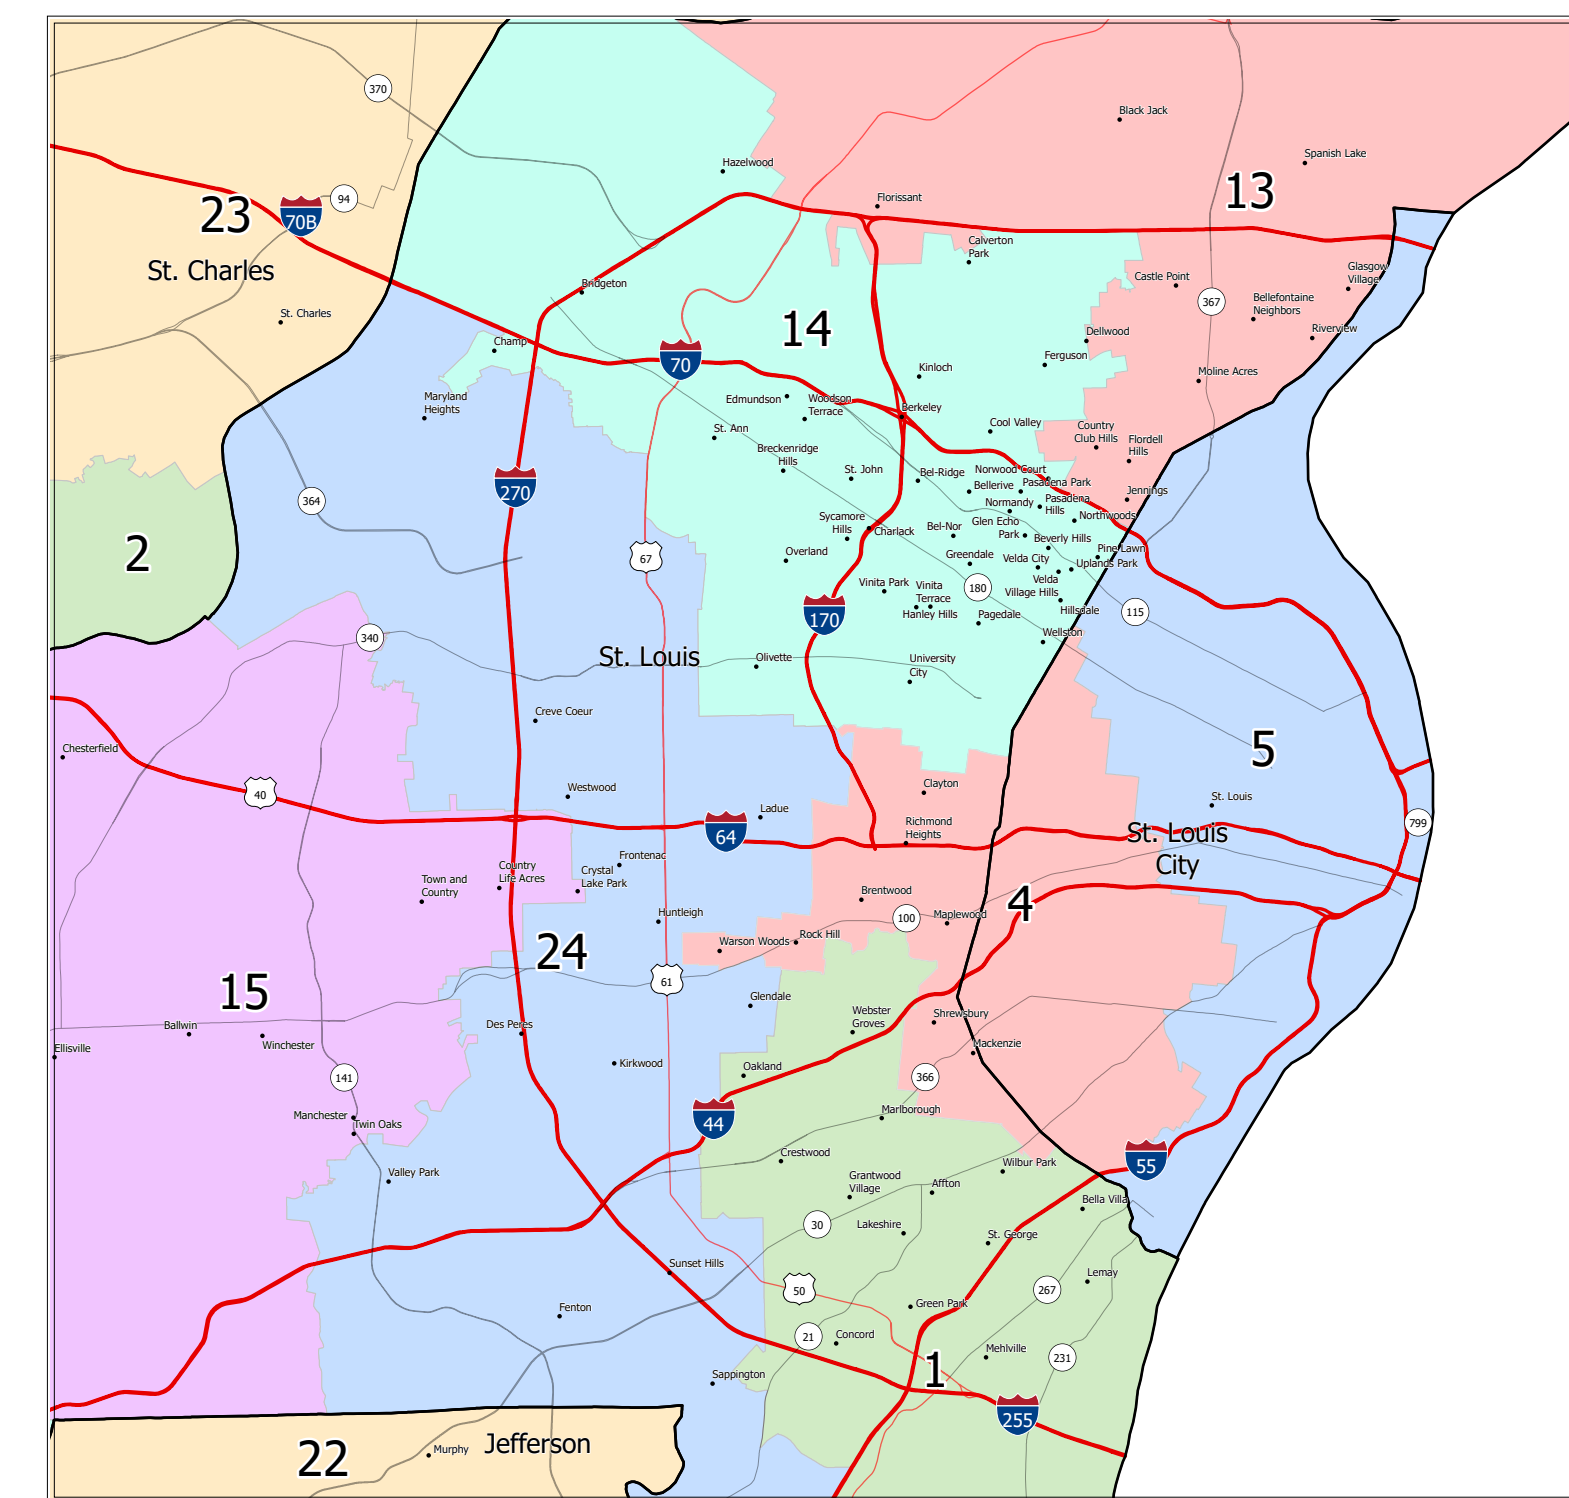 370
Black Jack
Spanish Lake
Hazelwood
13
94
23
70B
Florissant
Calverton
Park
St. Charles
Castle Point
Glasgow
Village
Bridgeton
367
Bellefontaine
Neighbors
St. Charles
14
Dellwood
Riverview
Champ
70
Ferguson
Kinloch
Moline Acres
Maryland
Heights
Edmundson
Woodson
Terrace
Berkeley
St. Ann
Cool Valley
Country
Club Hills
Flordell
Hills
Breckenridge
Hills
St. John
Bel-Ridge
Norwood Court
Bellerive
Pasadena Park
270
364
Jennings
Normandy
Pasadena
Hills
Sycamore
Hills
Charlack
Bel-Nor
Glen Echo
Park
Northwoods
2
67
Overland
Beverly Hills
Greendale
Velda City
Pine Lawn
Uplands Park
Vinita Park
Vinita
Terrace
180
Velda
Village Hills
Hanley Hills
Pagedale
Hillsdale
115
170
340
Wellston
St. Louis
Olivette
University
City
Creve Coeur
5
Chesterfield
40
Westwood
Clayton
St. Louis
Ladue
64
Richmond
Heights
St. Louis
City
799
Frontenac
Country
Life Acres
Crystal
Lake Park
Town and
Country
Brentwood
4
Huntleigh
100
Maplewood
24
Warson Woods
Rock Hill
15
61
Glendale
Webster
Groves
Shrewsbury
Ballwin
Winchester
Des Peres
Mackenzie
Ellisville
Kirkwood
Oakland
141
366
Manchester
Twin Oaks
44
Marlborough
Crestwood
Wilbur Park
55
Valley Park
Grantwood
Village
Affton
Bella Villa
30
Lakeshire
St. George
Sunset Hills
Lemay
50
267
Fenton
Green Park
21
Concord
Mehlville
231
1
Sappington
255
22
Murphy
Jefferson